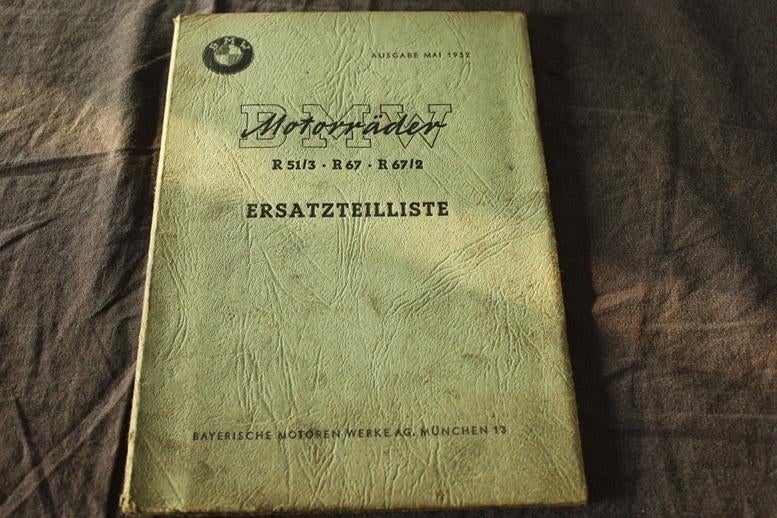 BMW
AUSGABE MAI 1952
BMW
Motorräder
R 51/3 · R 67 · R 67/2
ERSATZTEILLISTE
BAYERISCHE MOTOREN WERKE AG. MÜNCHEN 13